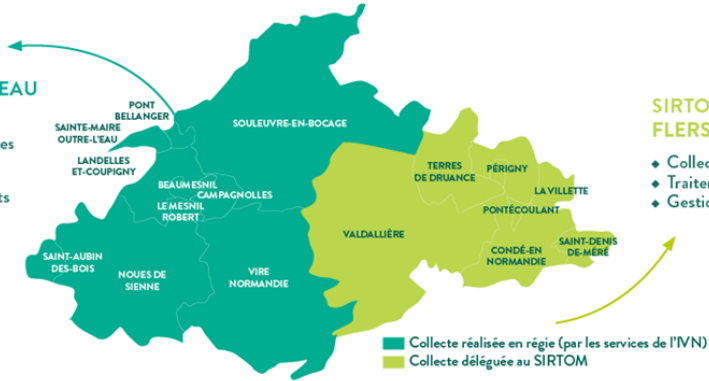 EAU
PONT
BELLANGER
SAINTE-MAIRE
OUTRE-L'EAU
LANDELLES
ET-COUPIGNY
SOULEUVRE-EN-BOCAGE
BEAUMESNIL
CAMPAGNOLLES
LE MESNIL
ROBERT
SAINT-AUBIN
DES-BOIS
NOUES DE
SIENNE
VIRE
NORMANDIE
VALDALLIÈRE
TERRES
DE DRUANCE
PÉRIGNY
LA VILLETTE
PONTÉCOULANT
CONDÉ-EN
NORMANDIE
SAINT-DENIS
DE-MÉRÉ
es
ts
SIRTO
FLERS
◆ Collec
◆ Traiter
◆ Gestio
Collecte réalisée en régie (par les services de l'IVN)
Collecte déléguée au SIRTOM